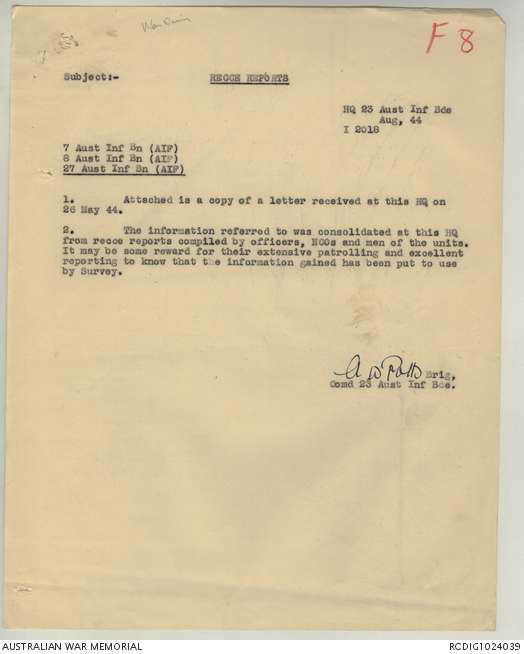 War Diary
F 8
Subject:- RECCE REPORTS
HQ 23 Aust Inf Bde
Aug, 44
I 2018
7 Aust Inf Bn (AIF)
8 Aust Inf Bn (AIF)
27 Aust Inf Bn (AIF)
1. Attached is a copy of a letter received at this HQ on
26 May 44.
2. The information referred to was consolidated at this HQ
from recce reports compiled by officers, NCOs and men of the units.
It may be some reward for their extensive patrolling and excellent
reporting to know that the information gained has been put to use
by Survey.
A W Potts Brig,
Comd 23 Aust Inf Bde.
AUSTRALIAN WAR MEMORIAL
RCDIG1024039